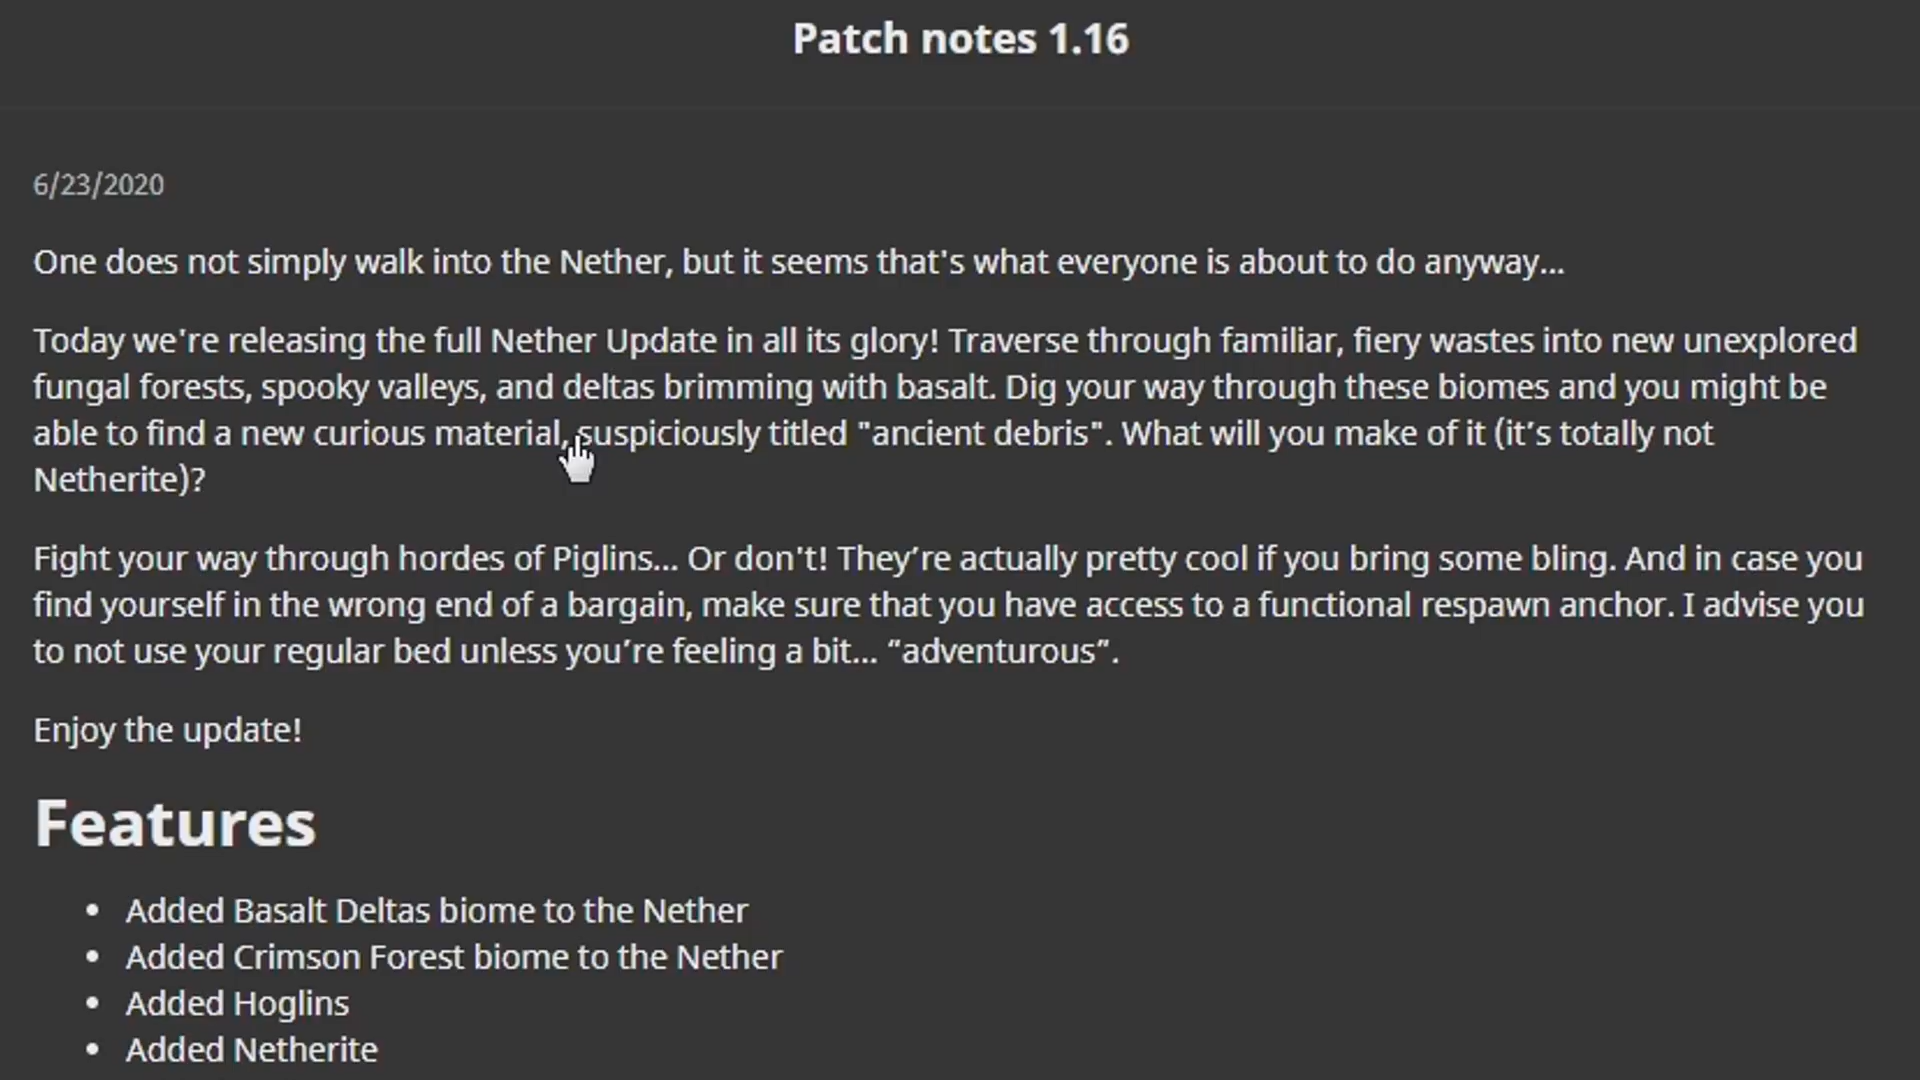 Patch notes 1.16
6/23/2020
One does not simply walk into the Nether, but it seems that's what everyone is about to do anyway...
Today we're releasing the full Nether Update in all its glory! Traverse through familiar, fiery wastes into new unexplored
fungal forests, spooky valleys, and deltas brimming with basalt. Dig your way through these biomes and you might be
able to find a new curious material, suspiciously titled "ancient debris". What will you make of it (it’s totally not
Netherite)?
Fight your way through hordes of Piglins... Or don't! They’re actually pretty cool if you bring some bling. And in case you
find yourself in the wrong end of a bargain, make sure that you have access to a functional respawn anchor. I advise you
to not use your regular bed unless you’re feeling a bit... “adventurous”.
Enjoy the update!
Features
• Added Basalt Deltas biome to the Nether
• Added Crimson Forest biome to the Nether
• Added Hoglins
• Added Netherite